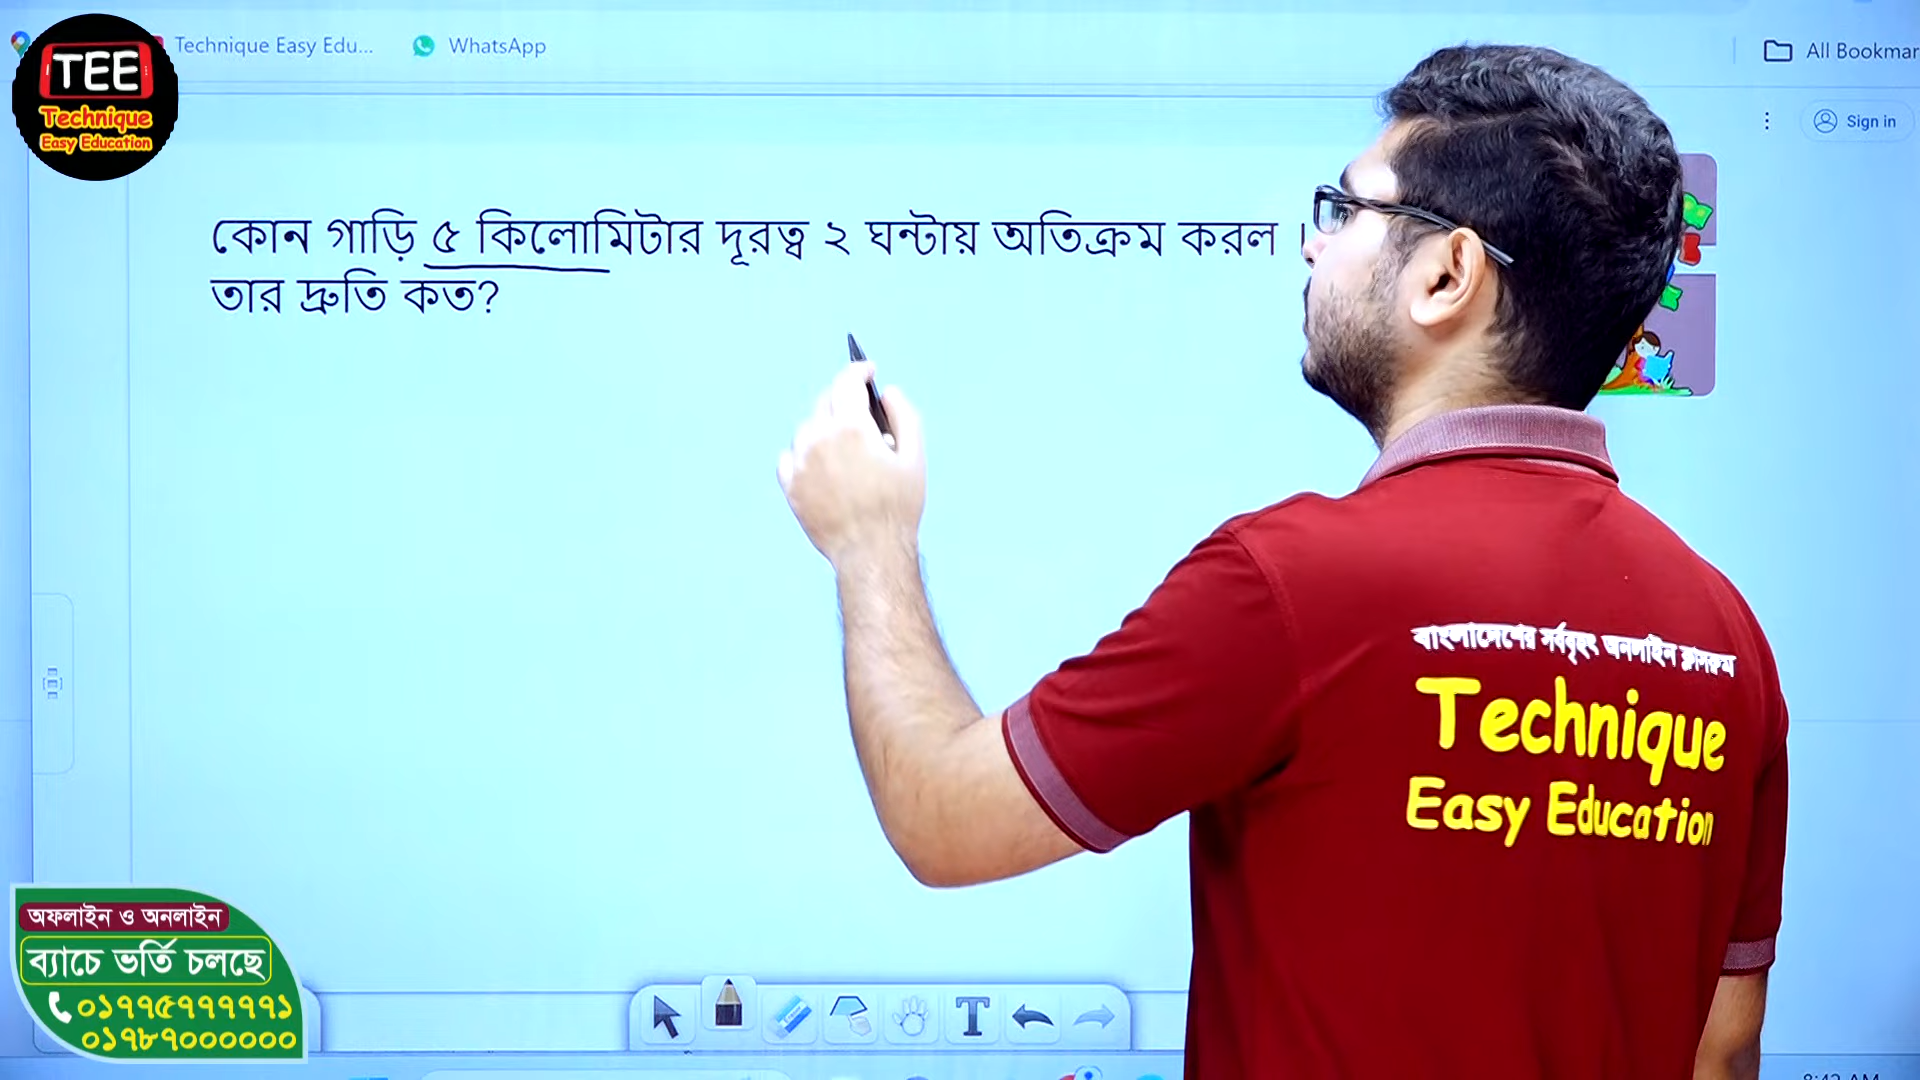 Technique Easy Edu...
WhatsApp
All Bookmar
TEE
Technique
Easy Education
Sign in
কোন গাড়ি ৫ কিলোমিটার দূরত্ব ২ ঘন্টায় অতিক্রম করল ।
তার দ্রুতি কত?
বাংলাদেশের সর্ববৃহৎ অনলাইন ক্লাসরুম
Technique
Easy Education
অফলাইন ও অনলাইন
ব্যাচে ভর্তি চলছে
০১৭৭৫৭৭৭৭৭১
০১৭৮৭০০০০০০
T